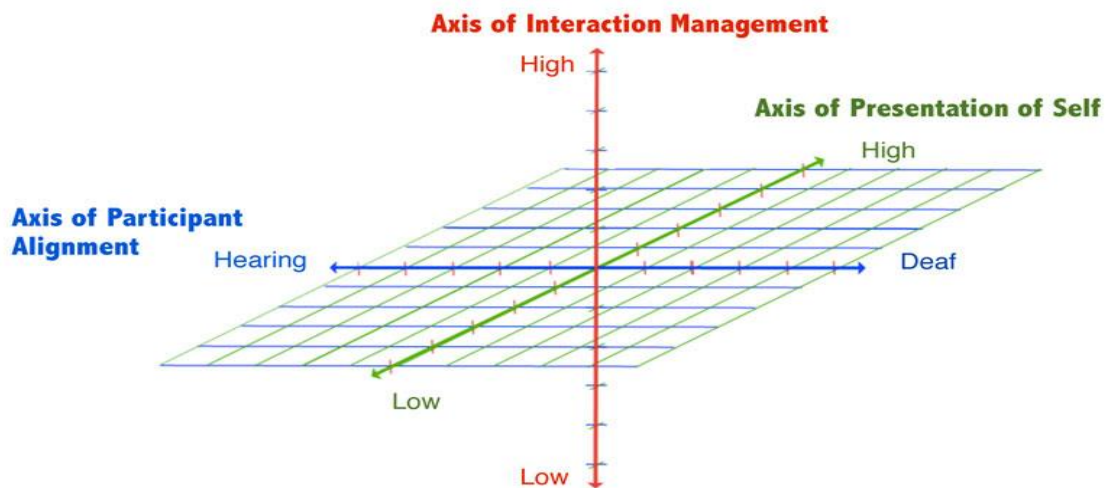 Axis of Interaction Management
High
Axis of Presentation of Self
High
Axis of Participant
Alignment
Hearing
Deaf
Low
Low